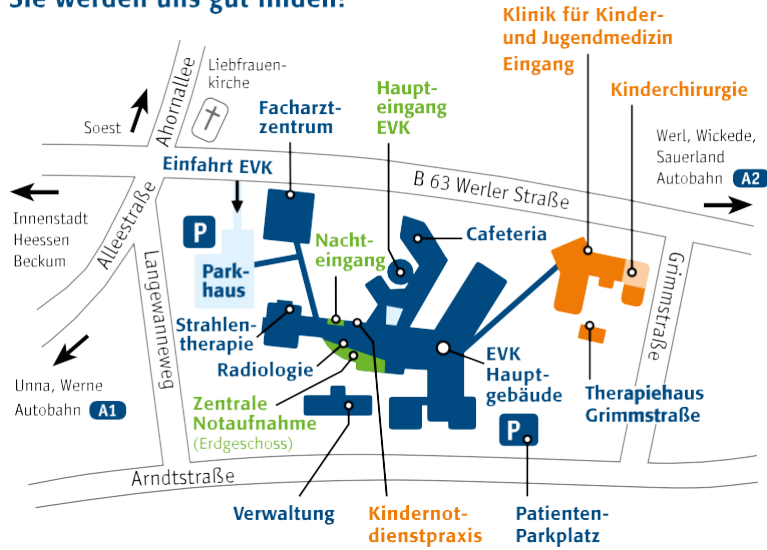 Sie werden uns gut finden!
Klinik für Kinder-
und Jugendmedizin
Eingang
Kinderchirurgie
Liebfrauen-
kirche
Ahornallee
Soest
Facharzt-
zentrum
Haupt-
eingang
EVK
Werl, Wickede,
Sauerland
Autobahn A2
Einfahrt EVK
B 63 Werler Straße
Innenstadt
Heessen
Beckum
Alleestraße
Langewanneweg
P
Park-
haus
Nacht-
eingang
Cafeteria
Grimmstraße
Strahlen-
therapie
Radiologie
EVK
Haupt-
gebäude
Unna, Werne
Autobahn A1
Zentrale
Notaufnahme
(Erdgeschoss)
Therapiehaus
Grimmstraße
P
Arndtstraße
Verwaltung
Kindernot-
dienstpraxis
Patienten-
Parkplatz